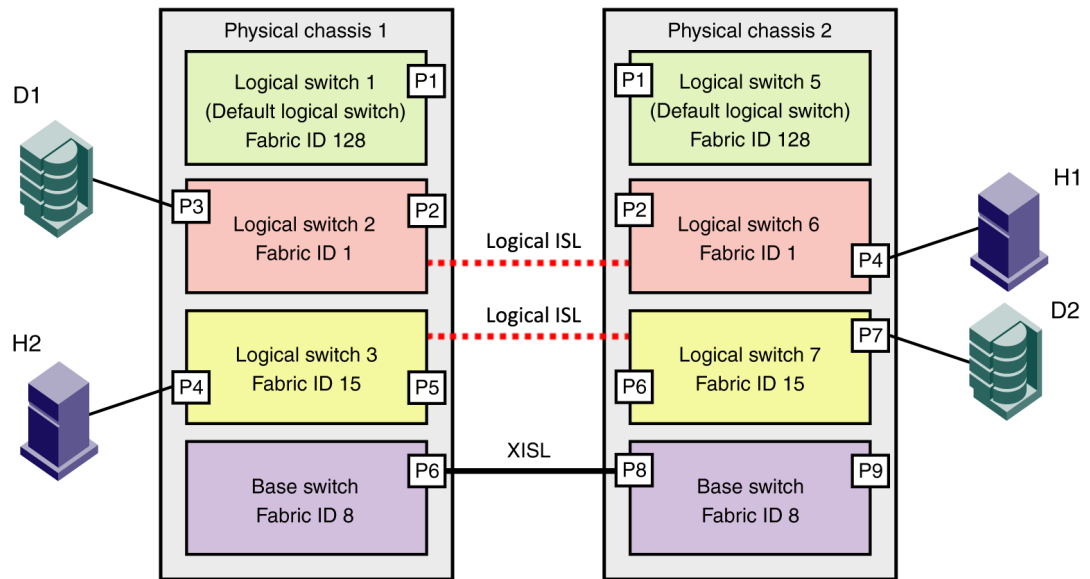 Physical chassis 1
Logical switch 1
(Default logical switch)
Fabric ID 128
P1
D1
P3
Logical switch 2
Fabric ID 1
P2
H2
P4
Logical switch 3
Fabric ID 15
P5
Base switch
Fabric ID 8
P6
Logical ISL
Logical ISL
XISL
Physical chassis 2
P1
Logical switch 5
(Default logical switch)
Fabric ID 128
P2
Logical switch 6
Fabric ID 1
P4
H1
P7
D2
Logical switch 7
Fabric ID 15
P6
P8
Base switch
Fabric ID 8
P9